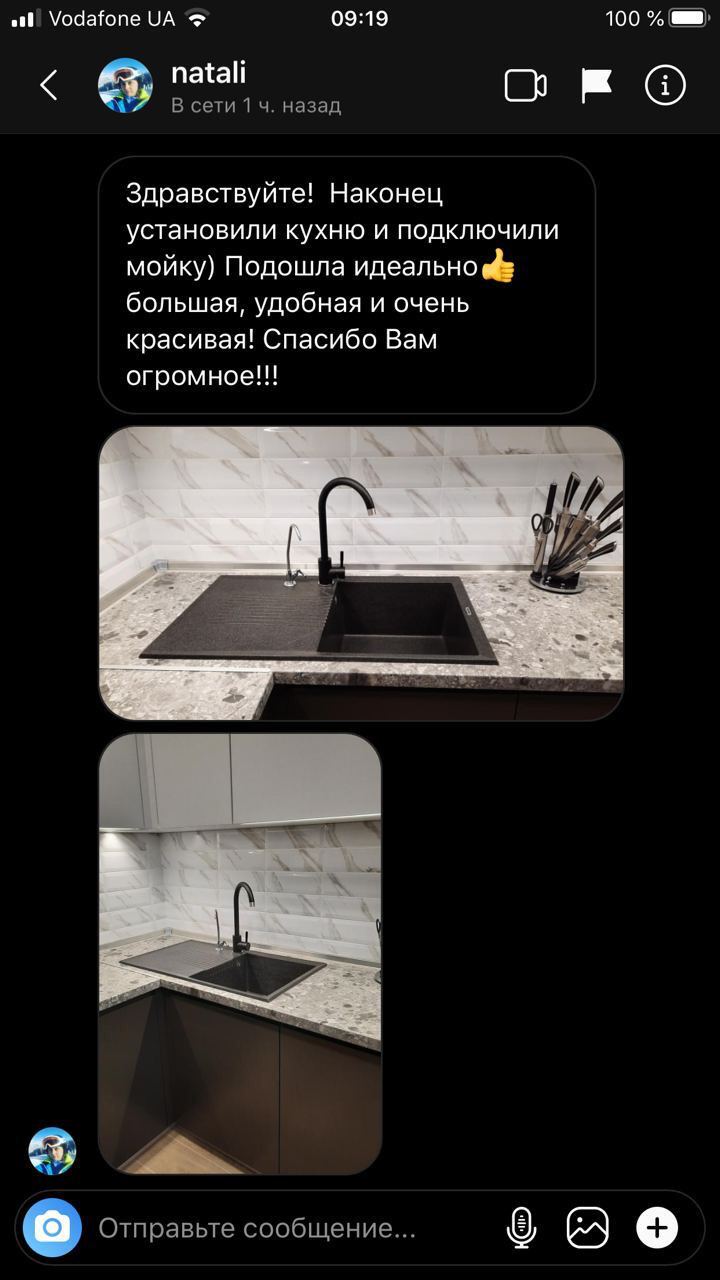 Vodafone UA 09:19 100 %
natali
В сети 1 ч. назад
Здравствуйте!  Наконец
установили кухню и подключили
мойку) Подошла идеально👍
большая, удобная и очень
красивая! Спасибо Вам
огромное!!!
Отправьте сообщение...